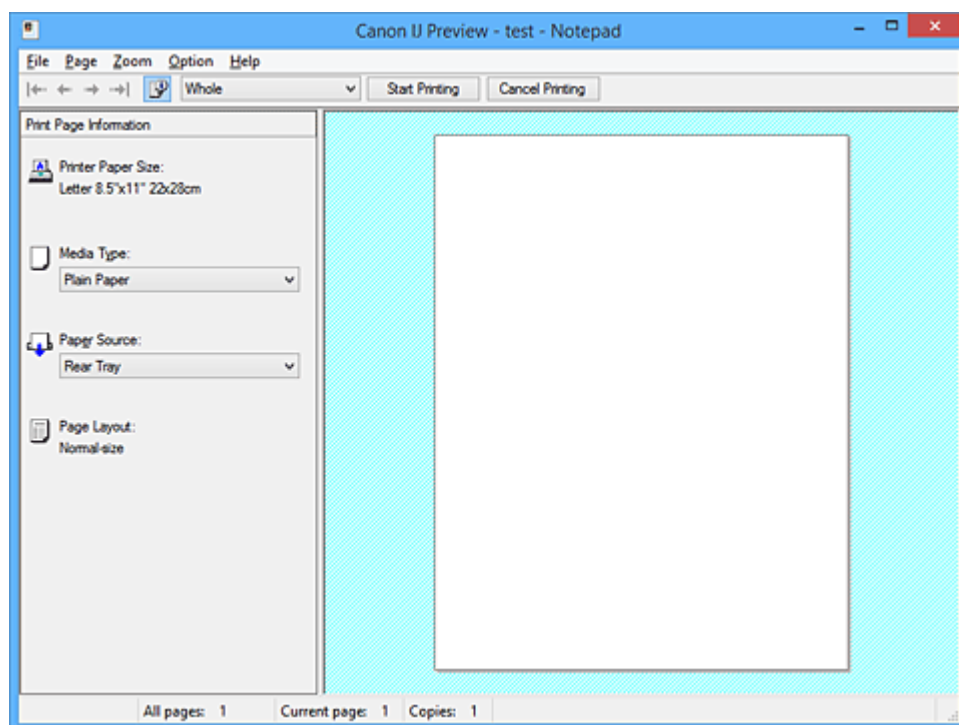 Canon IJ Preview - test - Notepad
File Page Zoom Option Help
Whole Start Printing Cancel Printing
Print Page Information
Printer Paper Size:
Letter 8.5"x11" 22x28cm
Media Type:
Plain Paper
Paper Source:
Rear Tray
Page Layout:
Normal-size
All pages: 1 Current page: 1 Copies: 1